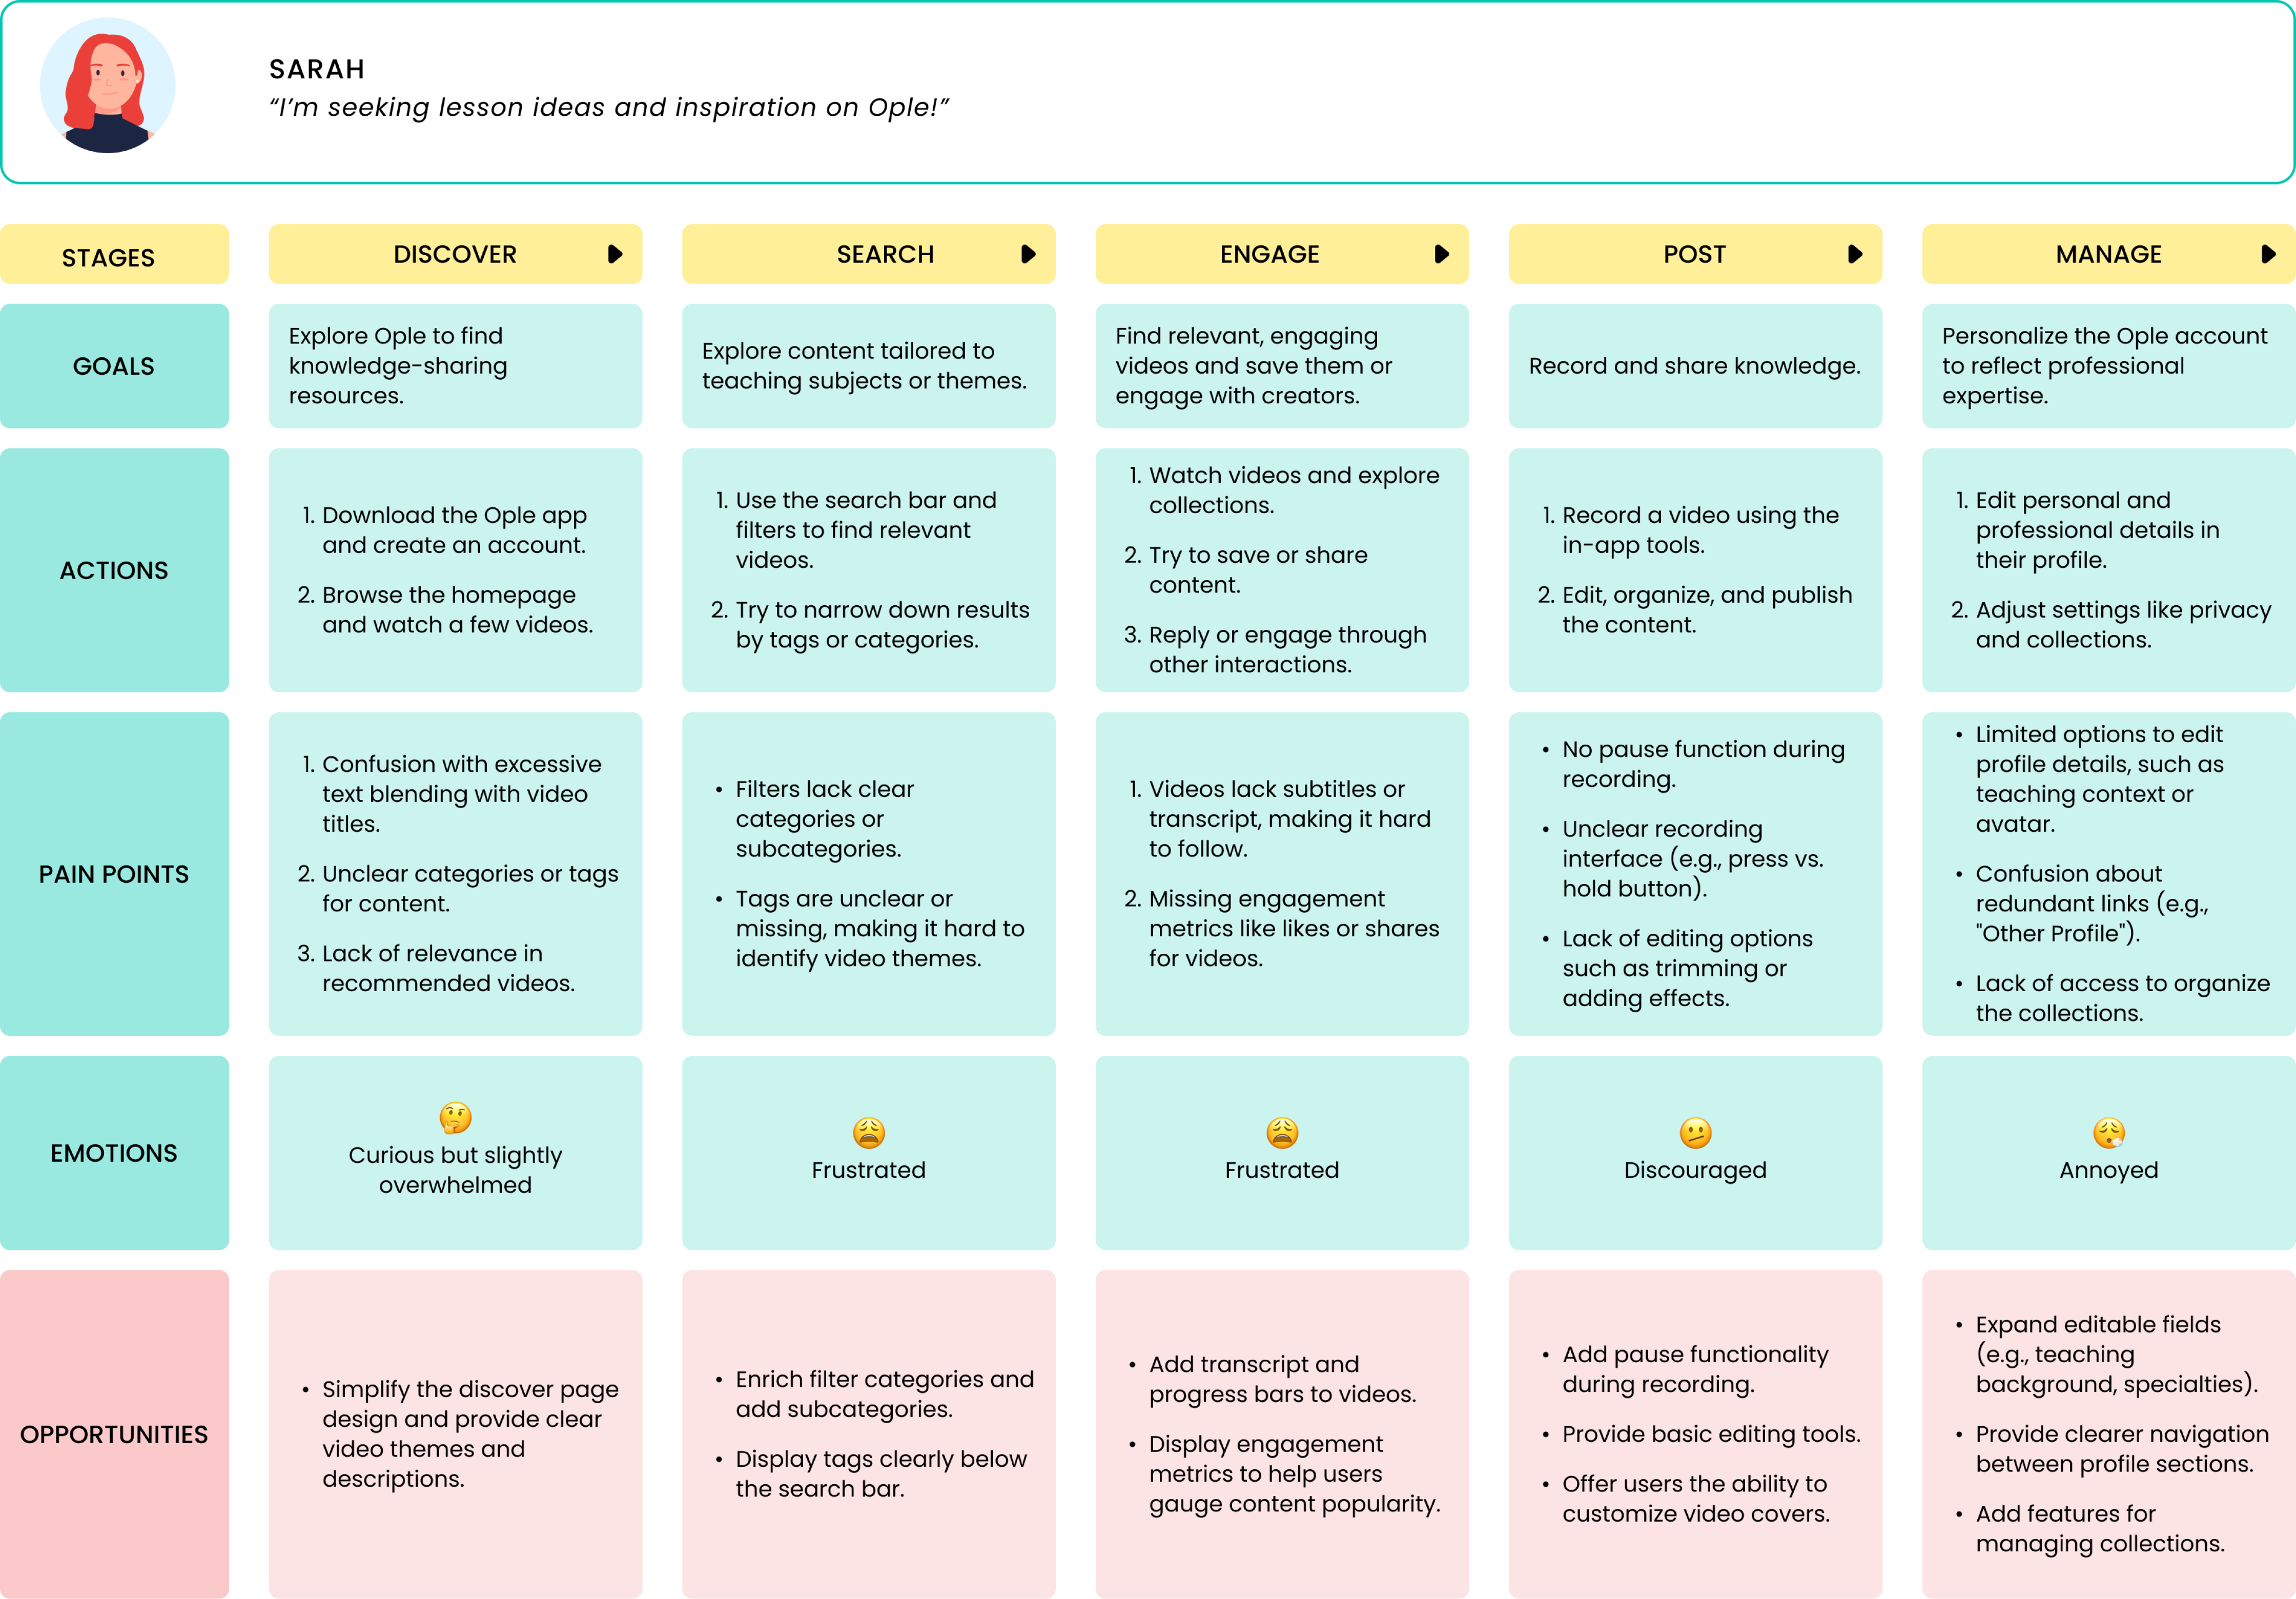 SARAH
“I’m seeking lesson ideas and inspiration on Ople!”
STAGES
DISCOVER
SEARCH
ENGAGE
POST
MANAGE
GOALS
Explore Ople to find
knowledge-sharing
resources.
Explore content tailored to
teaching subjects or themes.
Find relevant, engaging
videos and save them or
engage with creators.
Record and share knowledge.
Personalize the Ople account
to reflect professional
expertise.
ACTIONS
1. Download the Ople app
and create an account.
2. Browse the homepage
and watch a few videos.
1. Use the search bar and
filters to find relevant
videos.
2. Try to narrow down results
by tags or categories.
1. Watch videos and explore
collections.
2. Try to save or share
content.
3. Reply or engage through
other interactions.
1. Record a video using the
in-app tools.
2. Edit, organize, and publish
the content.
1. Edit personal and
professional details in
their profile.
2. Adjust settings like privacy
and collections.
PAIN POINTS
1. Confusion with excessive
text blending with video
titles.
2. Unclear categories or tags
for content.
3. Lack of relevance in
recommended videos.
• Filters lack clear
categories or
subcategories.
• Tags are unclear or
missing, making it hard to
identify video themes.
1. Videos lack subtitles or
transcript, making it hard
to follow.
2. Missing engagement
metrics like likes or shares
for videos.
• No pause function during
recording.
• Unclear recording
interface (e.g., press vs.
hold button).
• Lack of editing options
such as trimming or
adding effects.
• Limited options to edit
profile details, such as
teaching context or
avatar.
• Confusion about
redundant links (e.g.,
"Other Profile").
• Lack of access to organize
the collections.
EMOTIONS
Curious but slightly
overwhelmed
Frustrated
Frustrated
Discouraged
Annoyed
OPPORTUNITIES
• Simplify the discover page
design and provide clear
video themes and
descriptions.
• Enrich filter categories and
add subcategories.
• Display tags clearly below
the search bar.
• Add transcript and
progress bars to videos.
• Display engagement
metrics to help users
gauge content popularity.
• Add pause functionality
during recording.
• Provide basic editing tools.
• Offer users the ability to
customize video covers.
• Expand editable fields
(e.g., teaching
background, specialties).
• Provide clearer navigation
between profile sections.
• Add features for
managing collections.